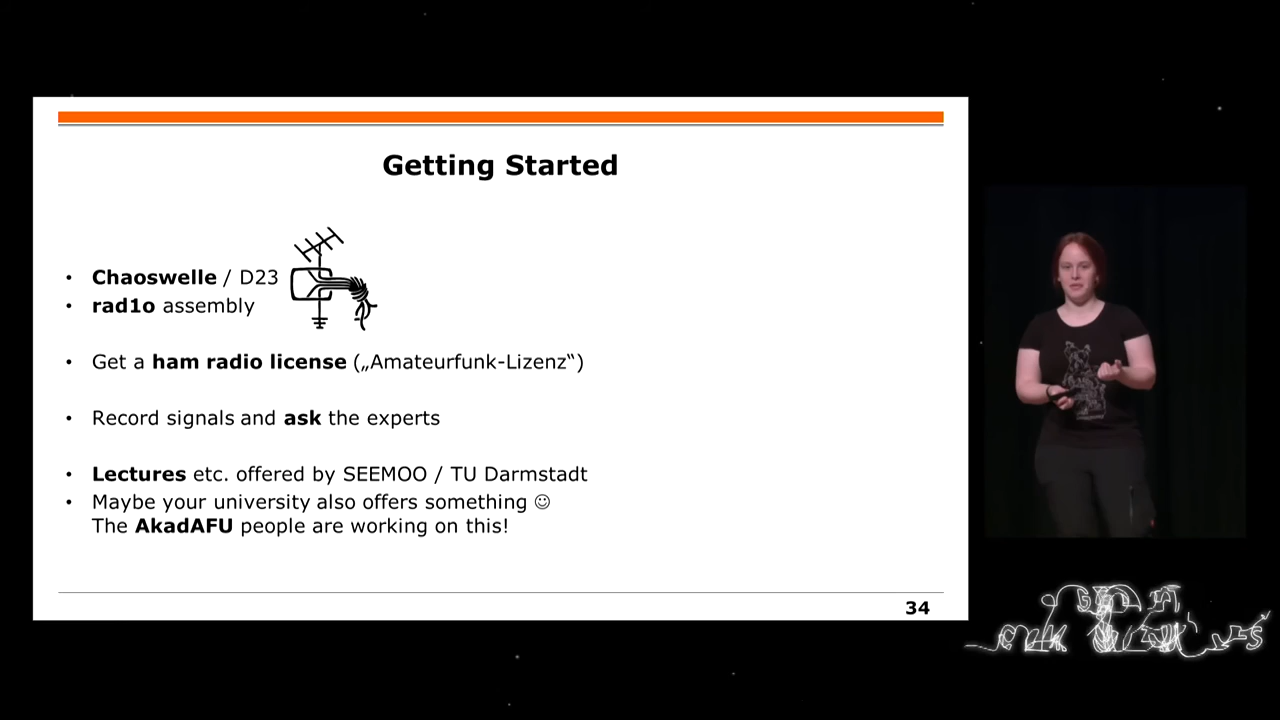 Getting Started
• Chaoswelle / D23
• rad1o assembly
• Get a ham radio license („Amateurfunk-Lizenz“)
• Record signals and ask the experts
• Lectures etc. offered by SEEMOO / TU Darmstadt
• Maybe your university also offers something ☺
The AkadAFU people are working on this!
34